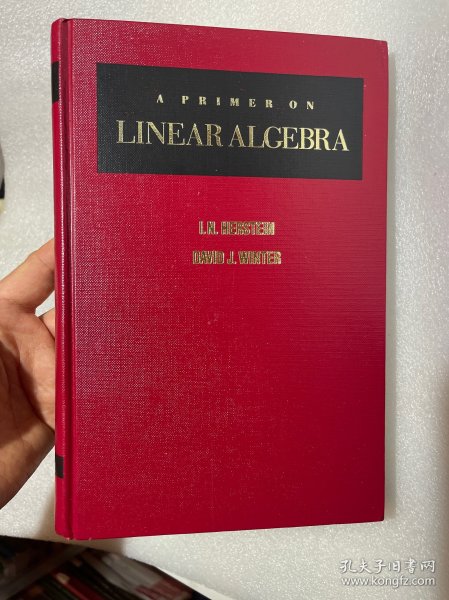 A PRIMER ON
LINEAR ALGEBRA
I.N. HERSTEIN
DAVID J. WINTER
孔夫子旧书网
www.kongfz.com